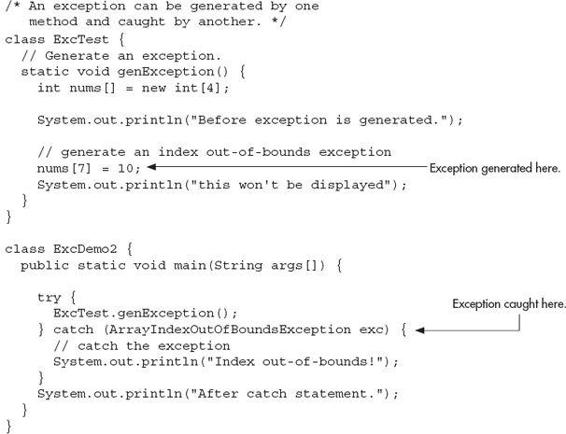 /* An exception can be generated by one
   method and caught by another. */
class ExcTest {
  // Generate an exception.
  static void genException() {
    int nums[] = new int[4];

    System.out.println("Before exception is generated.");

    // generate an index out-of-bounds exception
    nums[7] = 10;
Exception generated here.
    System.out.println("this won't be displayed");
  }
}

class ExcDemo2 {
  public static void main(String args[]) {

    try {
      ExcTest.genException();
Exception caught here.
    } catch (ArrayIndexOutOfBoundsException exc) {
      // catch the exception
      System.out.println("Index out-of-bounds!");
    }
    System.out.println("After catch statement.");
  }
}